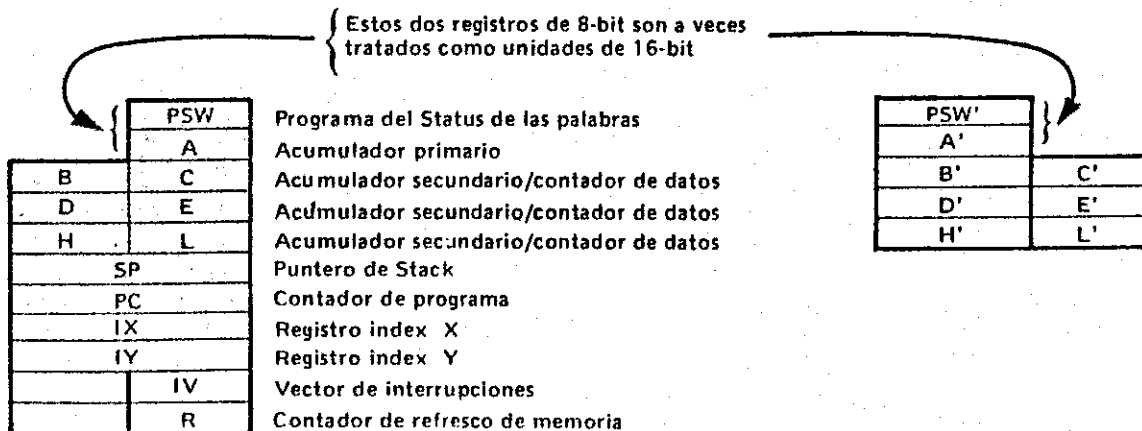 Estos dos registros de 8-bit son a veces
tratados como unidades de 16-bit
PSW Programa del Status de las palabras
A Acumulador primario
B C Acumulador secundario/contador de datos
D E Acumulador secundario/contador de datos
H L Acumulador secundario/contador de datos
SP Puntero de Stack
PC Contador de programa
IX Registro index X
IY Registro index Y
IV Vector de interrupciones
R Contador de refresco de memoria
PSW'
A'
B' C'
D' E'
H' L'